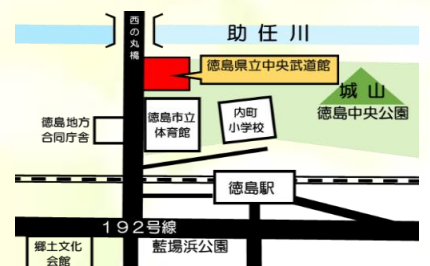 西の丸橋
助任川
徳島県立中央武道館
城山
徳島中央公園
徳島地方
合同庁舎
徳島市立
体育館
内町
小学校
徳島駅
192号線
藍場浜公園
郷土文化
会館